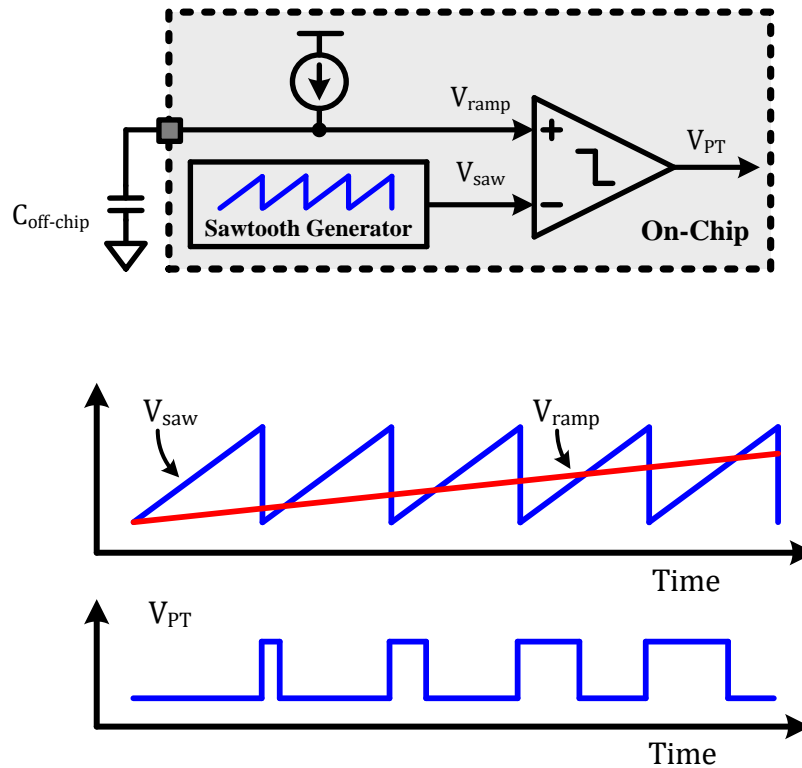 V_ramp
V_PT
V_saw
C_off-chip
Sawtooth Generator
On-Chip
V_saw
V_ramp
Time
V_PT
Time